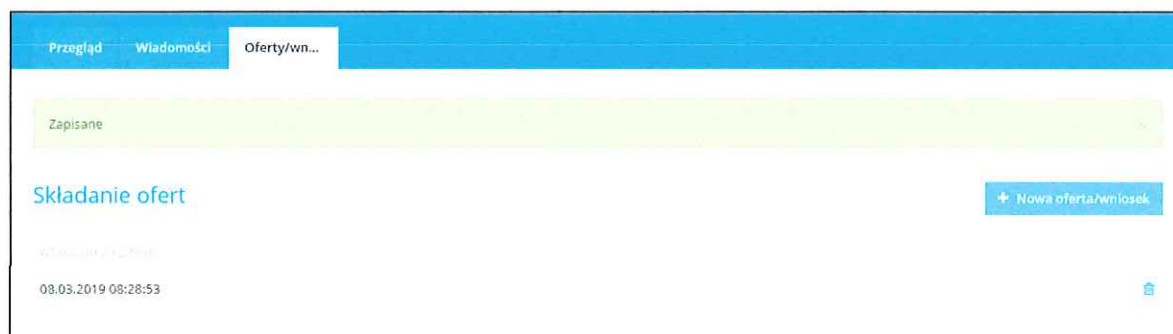 Przegląd Wiadomości Oferty/wn...
Zapisane
Składanie ofert
+ Nowa oferta/wniosek
08.03.2019 08:28:53